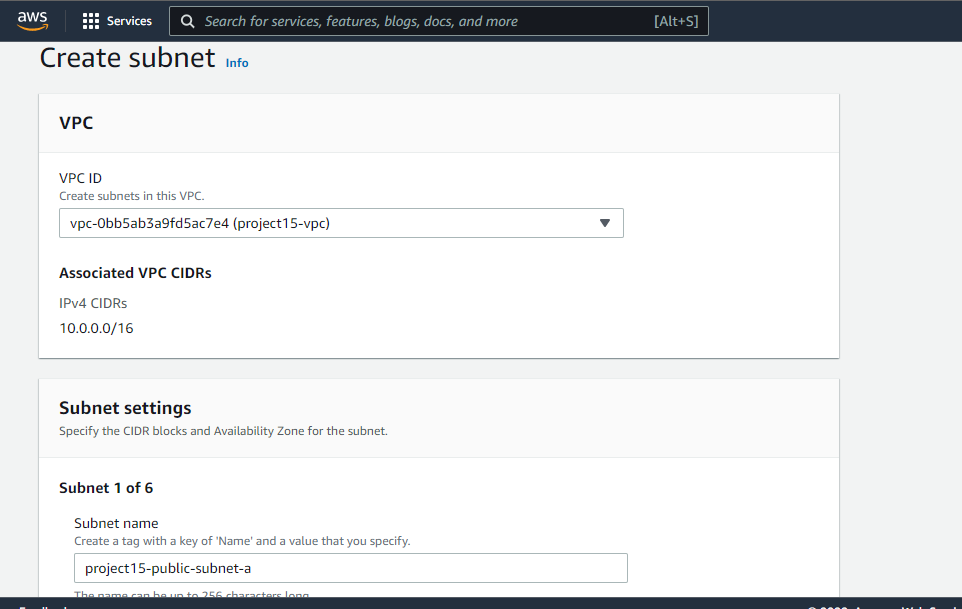 aws
Services
Search for services, features, blogs, docs, and more
[Alt+S]
Create subnet
Info
VPC
VPC ID
Create subnets in this VPC.
vpc-0bb5ab3a9fd5ac7e4 (project15-vpc)
Associated VPC CIDRs
IPv4 CIDRs
10.0.0.0/16
Subnet settings
Specify the CIDR blocks and Availability Zone for the subnet.
Subnet 1 of 6
Subnet name
Create a tag with a key of 'Name' and a value that you specify.
project15-public-subnet-a
The name can be up to 256 characters long.